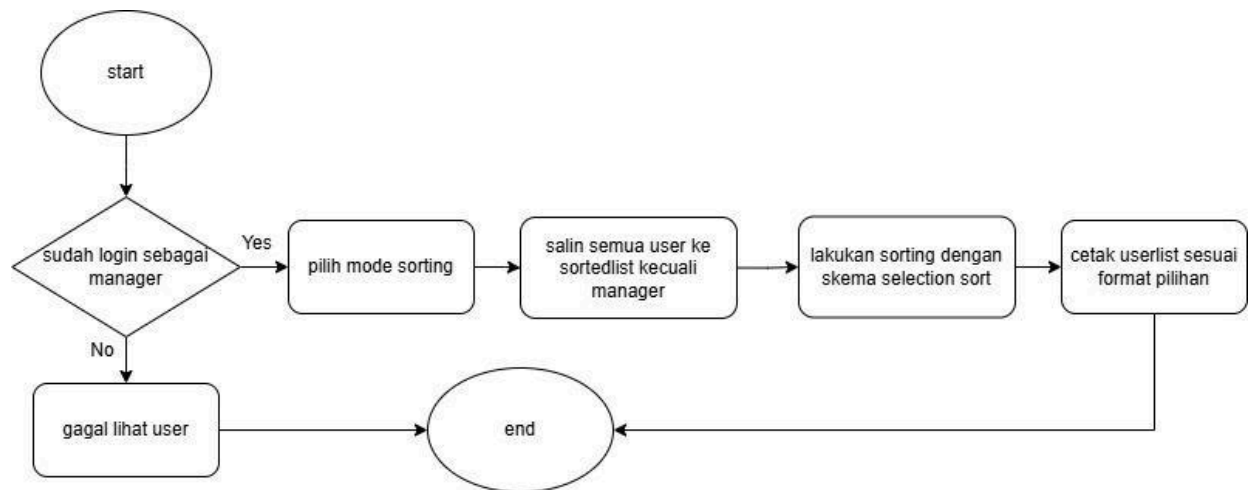 start
sudah login sebagai
manager
Yes
pilih mode sorting
salin semua user ke
sortedlist kecuali
manager
lakukan sorting dengan
skema selection sort
cetak userlist sesuai
format pilihan
No
gagal lihat user
end